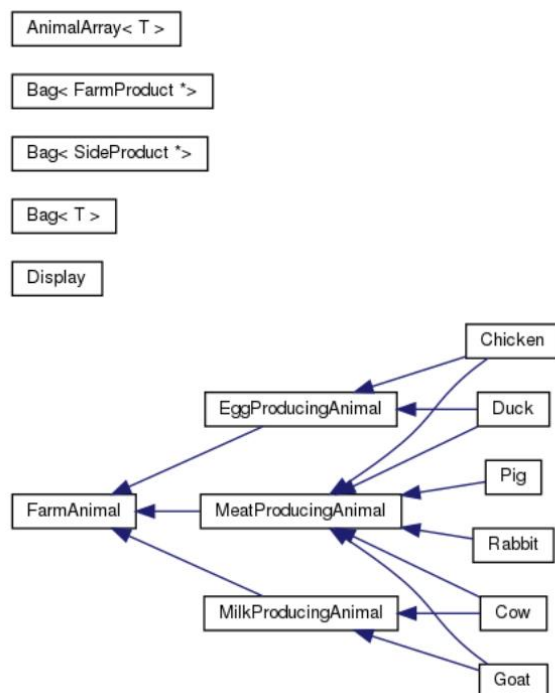 AnimalArray< T >
Bag< FarmProduct *>
Bag< SideProduct *>
Bag< T >
Display
Chicken
EggProducingAnimal
Duck
Pig
FarmAnimal
MeatProducingAnimal
Rabbit
MilkProducingAnimal
Cow
Goat